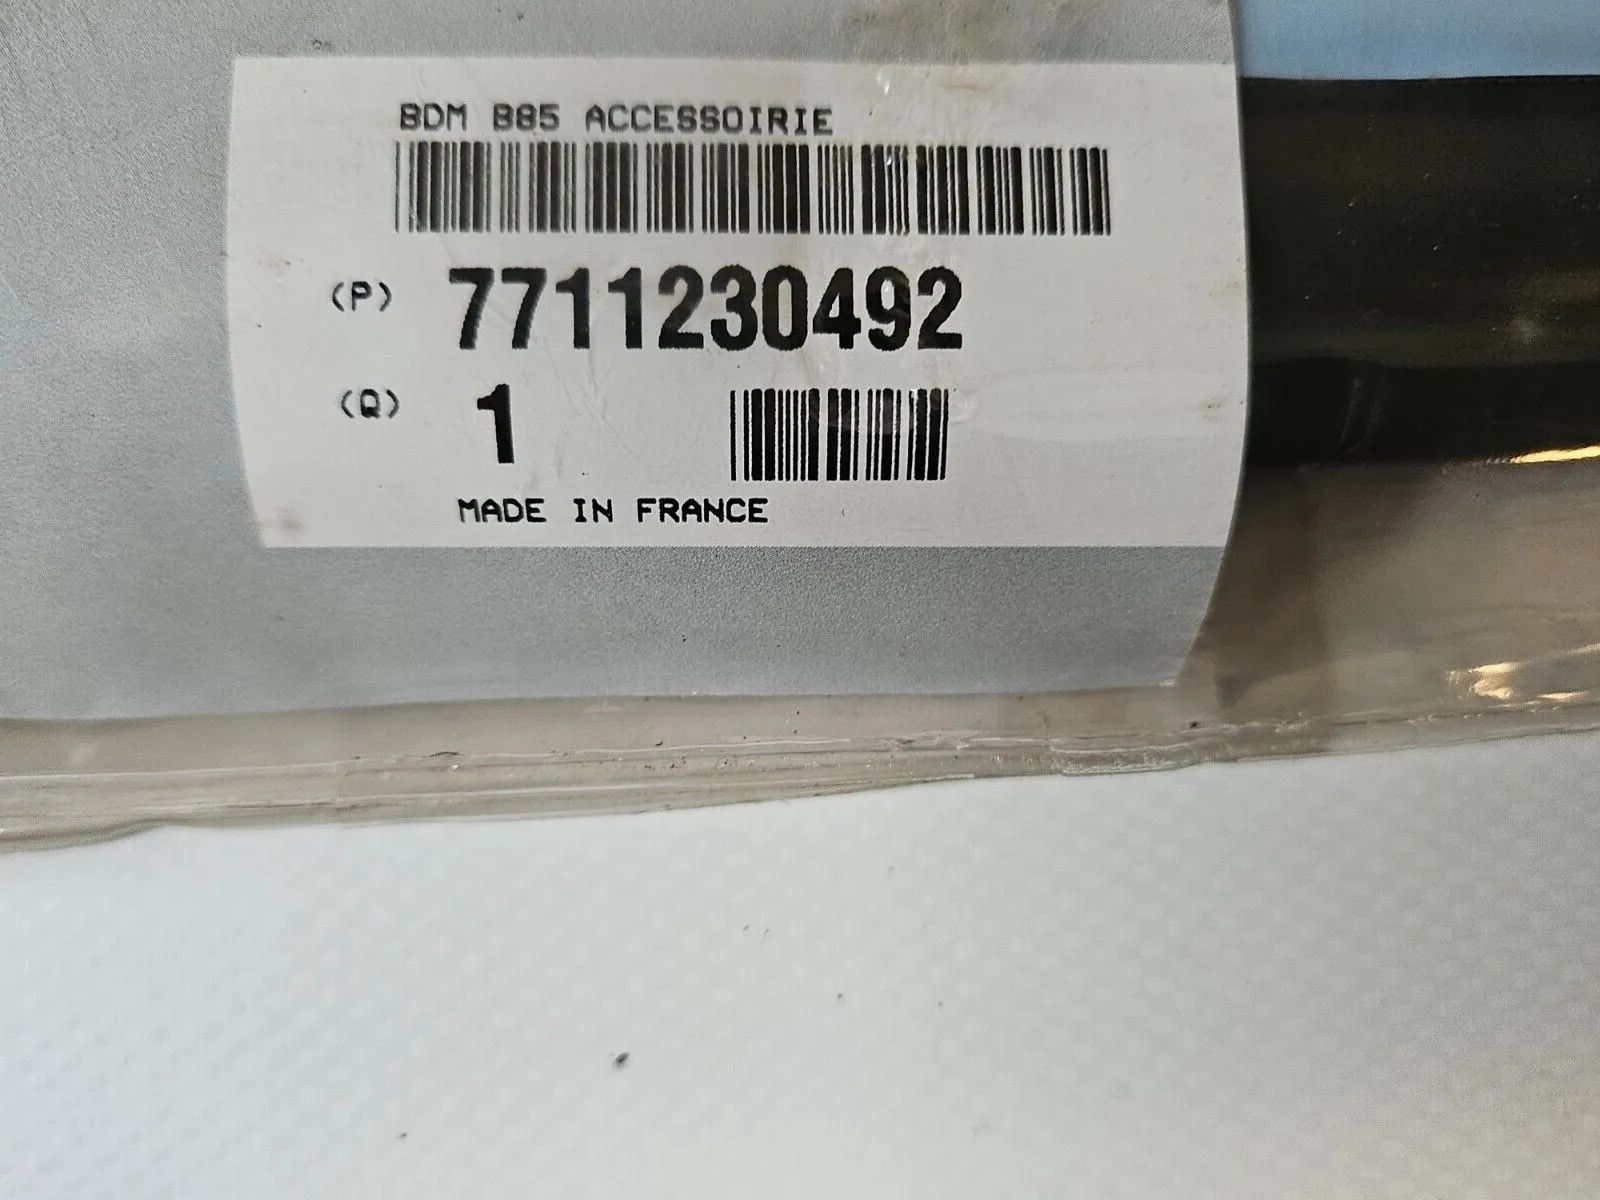 BDM B85 ACCESSOIRIE
(P) 7711230492
(Q) 1
MADE IN FRANCE